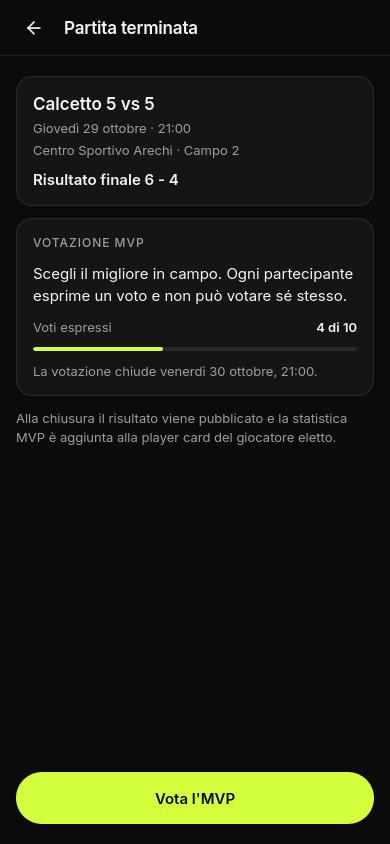 Partita terminata
Calcetto 5 vs 5
Giovedì 29 ottobre · 21:00
Centro Sportivo Arechi · Campo 2
Risultato finale 6 - 4
VOTAZIONE MVP
Scegli il migliore in campo. Ogni partecipante
esprime un voto e non può votare sé stesso.
Voti espressi 4 di 10
La votazione chiude venerdì 30 ottobre, 21:00.
Alla chiusura il risultato viene pubblicato e la statistica
MVP è aggiunta alla player card del giocatore eletto.
Vota l'MVP